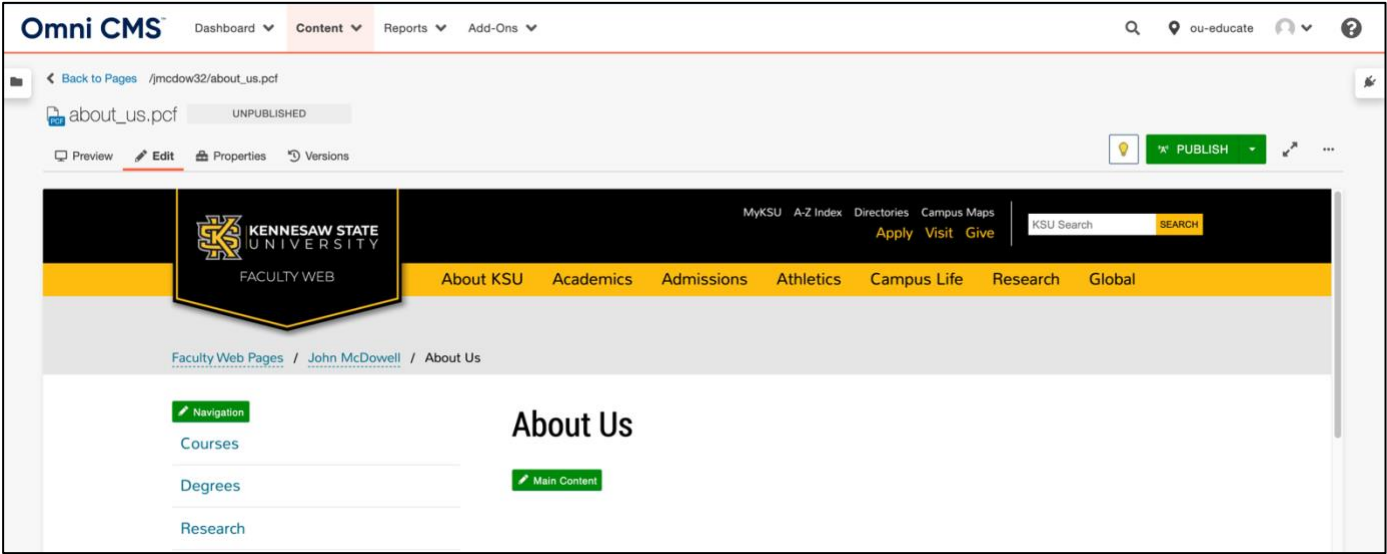 Omni CMS Dashboard Content Reports Add-Ons ou-educate
Back to Pages /jmcdow32/about_us.pcf
PCF about_us.pcf UNPUBLISHED
Preview Edit Properties Versions PUBLISH
MyKSU A-Z Index Directories Campus Maps
KSU Search SEARCH
Apply Visit Give
KS KENNESAW STATE
UNIVERSITY
FACULTY WEB
About KSU Academics Admissions Athletics Campus Life Research Global
Faculty Web Pages / John McDowell / About Us
Navigation
About Us
Courses
Main Content
Degrees
Research